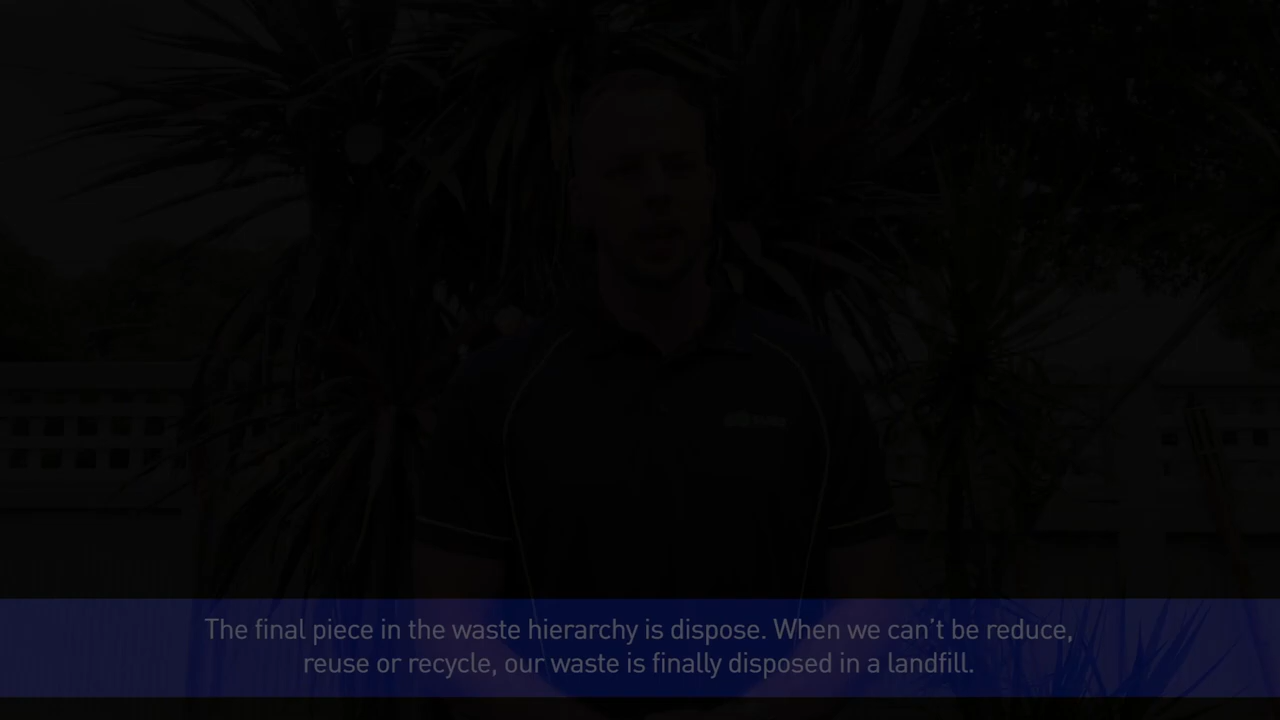 The final piece in the waste hierarchy is dispose. When we can't be reduce,
reuse or recycle, our waste is finally disposed in a landfill.